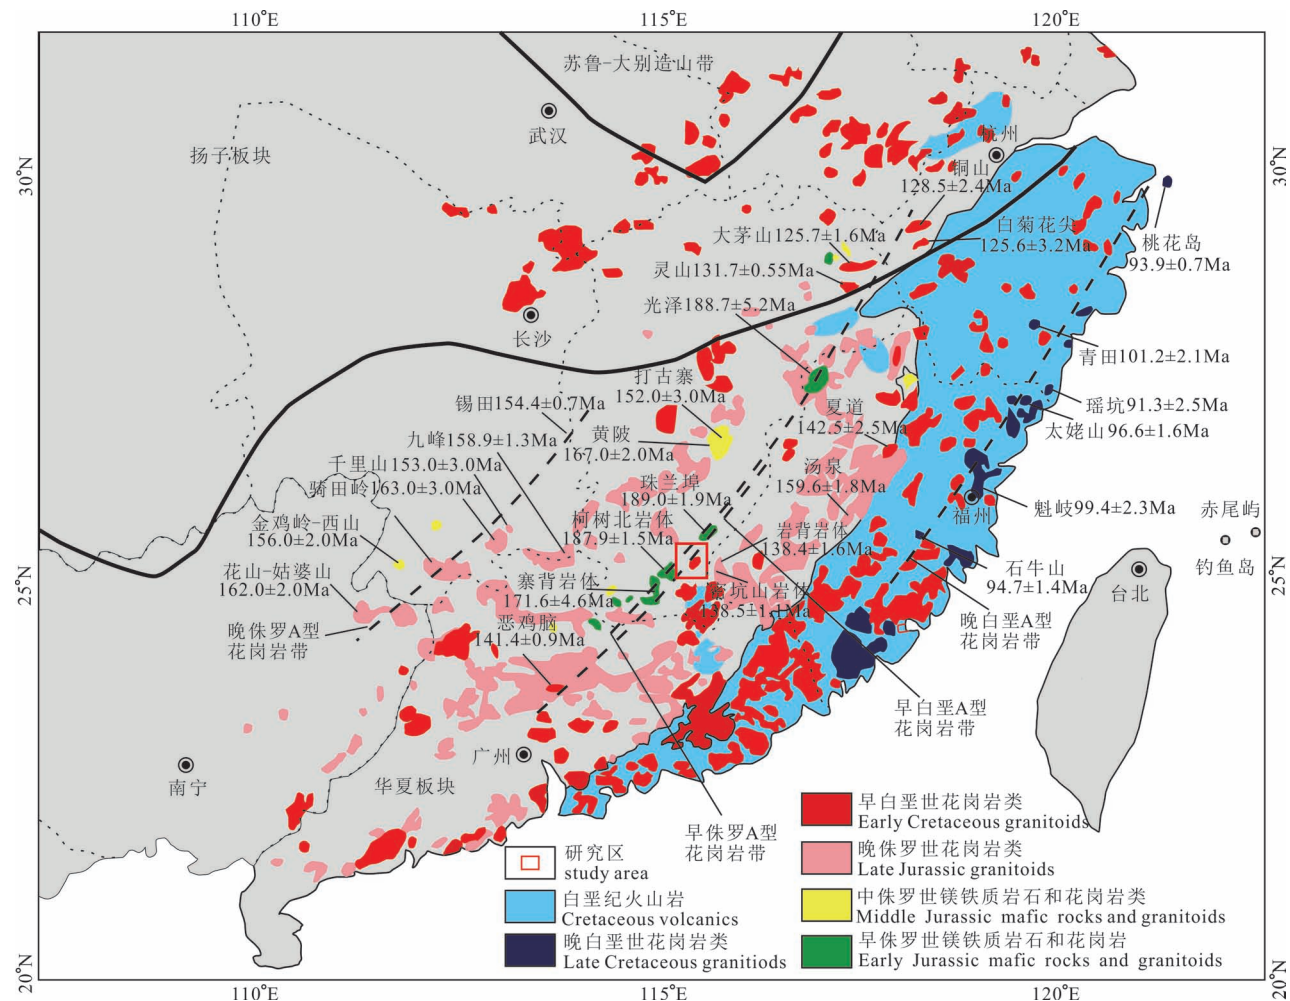 110°E
115°E
120°E
30°N
30°N
苏鲁-大别造山带
武汉
扬子板块
杭州
铜山
128.5±2.4Ma
大茅山125.7±1.6Ma
白菊花尖
125.6±3.2Ma
桃花岛
93.9±0.7Ma
灵山131.7±0.55Ma
光泽188.7±5.2Ma
长沙
青田101.2±2.1Ma
打古寨
152.0±3.0Ma
锡田154.4±0.7Ma
夏道
142.5±2.5Ma
瑶坑91.3±2.5Ma
太姥山96.6±1.6Ma
九峰158.9±1.3Ma
黄陂
167.0±2.0Ma
千里山153.0±3.0Ma
汤泉
159.6±1.8Ma
骑田岭163.0±3.0Ma
珠兰埠
189.0±1.9Ma
魁岐99.4±2.3Ma
赤尾屿
金鸡岭-西山
156.0±2.0Ma
柯树北岩体
187.9±1.5Ma
福州
岩背岩体
138.4±1.6Ma
钓鱼岛
25°N
25°N
花山-姑婆山
162.0±2.0Ma
寨背岩体
171.6±4.6Ma
密坑山岩体
138.5±1.1Ma
石牛山
94.7±1.4Ma
台北
晚侏罗A型
花岗岩带
恶鸡脑
141.4±0.9Ma
晚白垩A型
花岗岩带
早白垩A型
花岗岩带
广州
南宁
华夏板块
早侏罗A型
花岗岩带
早白垩世花岗岩类
Early Cretaceous granitoids
研究区
study area
晚侏罗世花岗岩类
Late Jurassic granitoids
白垩纪火山岩
Cretaceous volcanics
中侏罗世镁铁质岩石和花岗岩类
Middle Jurassic mafic rocks and granitoids
晚白垩世花岗岩类
Late Cretaceous granitiods
早侏罗世镁铁质岩石和花岗岩
Early Jurassic mafic rocks and granitoids
20°N
20°N
110°E
115°E
120°E